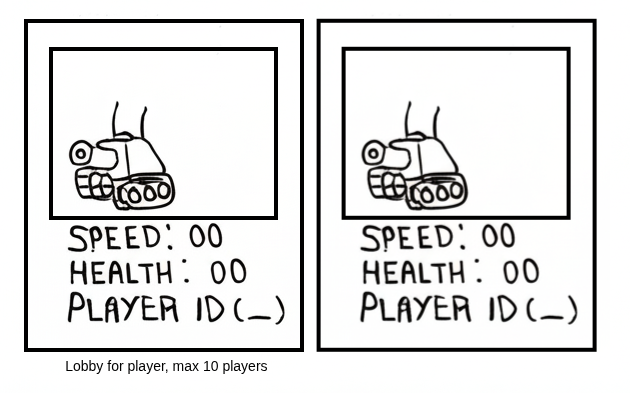 SPEED: 00
HEALTH: 00
PLAYER ID (_)
Lobby for player, max 10 players
SPEED: 00
HEALTH: 00
PLAYER ID (_)